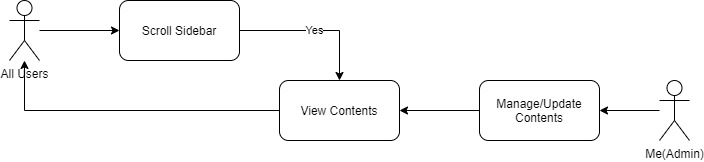 Scroll Sidebar
Yes
All Users
View Contents
Manage/Update
Contents
Me(Admin)